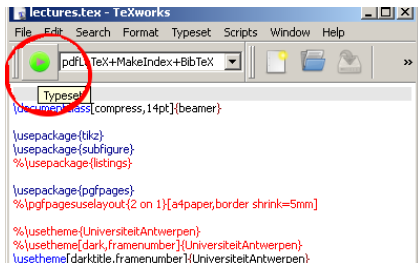 lectures.tex - TeXworks
File Edit Search Format Typeset Scripts Window Help
pdfLaTeX+MakeIndex+BibTeX »
Typeset
\documentclass[compress,14pt]{beamer}
\usepackage{tikz}
\usepackage{subfigure}
%\usepackage{listings}
\usepackage{pgfpages}
%\pgfpagesuselayout{2 on 1}[a4paper,border shrink=5mm]
%\usetheme{UniversiteitAntwerpen}
%\usetheme[dark,framenumber]{UniversiteitAntwerpen}
\usetheme[darktitle,framenumber]{UniversiteitAntwerpen}